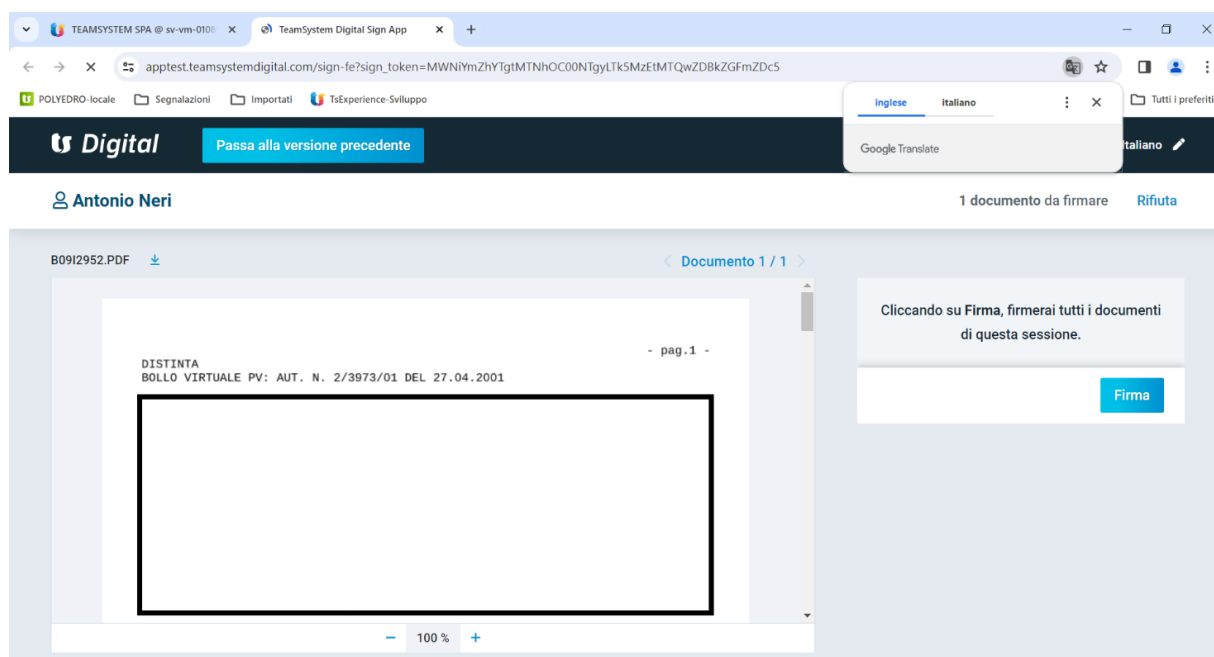 TEAMSYSTEM SPA @ sv-vm-0108
TeamSystem Digital Sign App
apptest.teamsystemdigital.com/sign-fe?sign_token=MWNiYmZhYTgtMTNhOC00NTgyLTk5MzEtMTQwZDBkZGFmZDc5
POLYEDRO-locale Segnalazioni Importati TsExperience-Sviluppo Tutti i preferiti
inglese italiano
Google Translate
ts Digital Passa alla versione precedente italiano
Antonio Neri 1 documento da firmare Rifiuta
B09I2952.PDF Documento 1 / 1
Cliccando su Firma, firmerai tutti i documenti
di questa sessione.
- pag.1 -
DISTINTA
BOLLO VIRTUALE PV: AUT. N. 2/3973/01 DEL 27.04.2001
Firma
− 100 % +